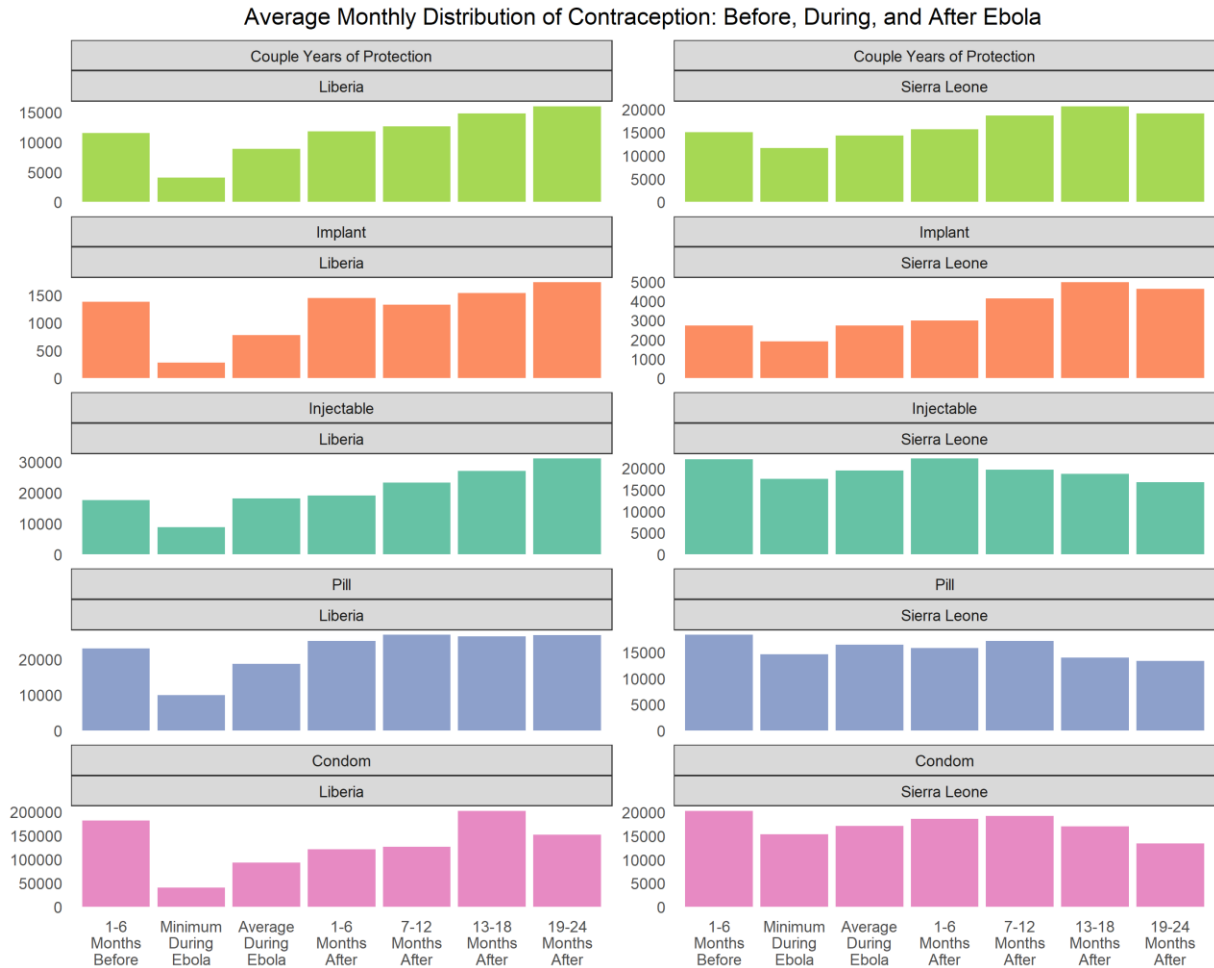 Average Monthly Distribution of Contraception: Before, During, and After Ebola
Couple Years of Protection
Liberia
15000
10000
5000
0
Couple Years of Protection
Sierra Leone
20000
15000
10000
5000
0
Implant
Liberia
1500
1000
500
0
Implant
Sierra Leone
5000
4000
3000
2000
1000
0
Injectable
Liberia
30000
20000
10000
0
Injectable
Sierra Leone
20000
15000
10000
5000
0
Pill
Liberia
20000
10000
0
Pill
Sierra Leone
15000
10000
5000
0
Condom
Liberia
200000
150000
100000
50000
0
Condom
Sierra Leone
20000
15000
10000
5000
0
1-6
Months
Before
Minimum
During
Ebola
Average
During
Ebola
1-6
Months
After
7-12
Months
After
13-18
Months
After
19-24
Months
After
1-6
Months
Before
Minimum
During
Ebola
Average
During
Ebola
1-6
Months
After
7-12
Months
After
13-18
Months
After
19-24
Months
After